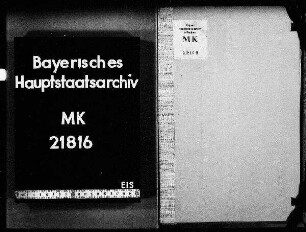 Bayerisches
Hauptstaatsarchiv
MK
21816
EIS
MK